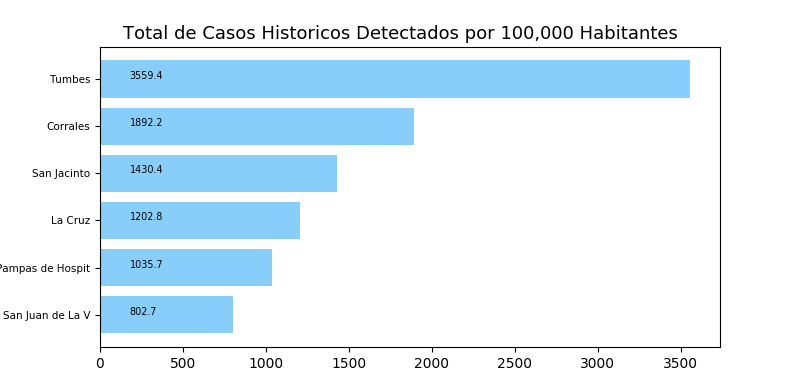 Total de Casos Historicos Detectados por 100,000 Habitantes
Tumbes 3559.4
Corrales 1892.2
San Jacinto 1430.4
La Cruz 1202.8
Pampas de Hospit 1035.7
San Juan de La V 802.7
0 500 1000 1500 2000 2500 3000 3500